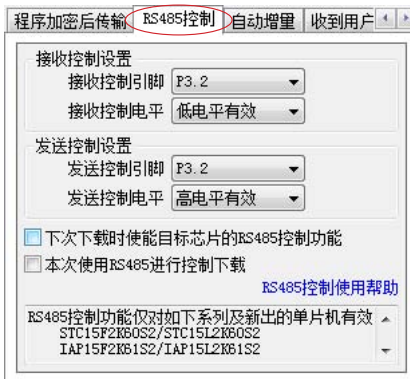 程序加密后传输 RS485控制 自动增量 收到用户
接收控制设置
接收控制引脚 P3.2
接收控制电平 低电平有效
发送控制设置
发送控制引脚 P3.2
发送控制电平 高电平有效
下次下载时使能目标芯片的RS485控制功能
本次使用RS485进行控制下载
RS485控制使用帮助
RS485控制功能仅对如下系列及新出的单片机有效
STC15F2K60S2/STC15L2K60S2
IAP15F2K61S2/IAP15L2K61S2